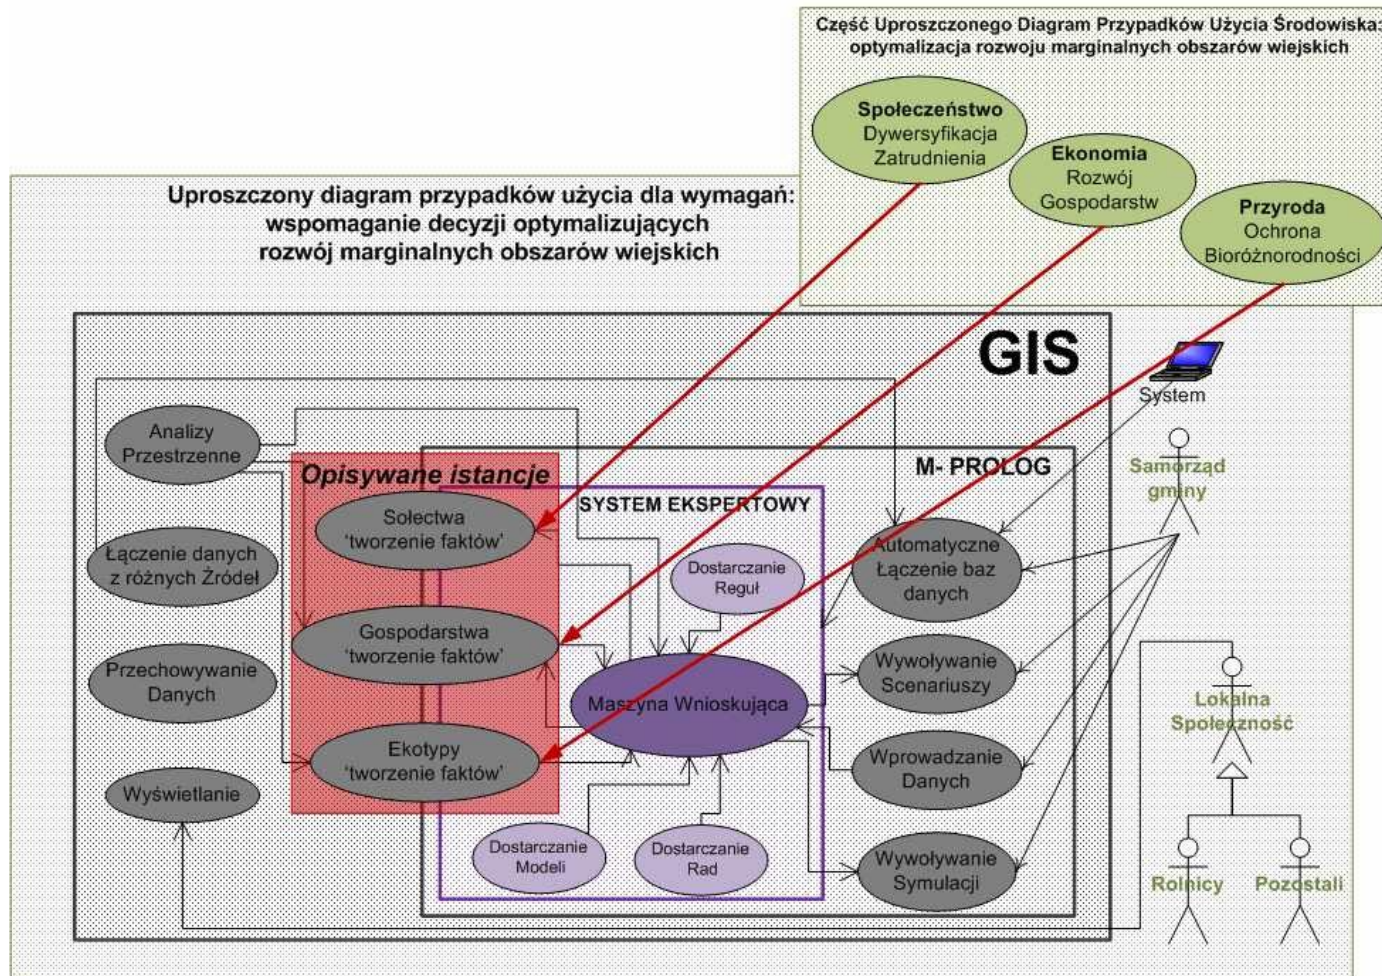 Część Uproszczonego Diagram Przypadków Użycia Środowiska:
optymalizacja rozwoju marginalnych obszarów wiejskich
Społeczeństwo
Dywersyfikacja
Zatrudnienia
Ekonomia
Rozwój
Gospodarstw
Przyroda
Ochrona
Bioróżnorodności
Uproszczony diagram przypadków użycia dla wymagań:
wspomaganie decyzji optymalizujących
rozwój marginalnych obszarów wiejskich
GIS
System
Analizy
Przestrzenne
Opisywane istancje
M- PROLOG
Samorząd
gminy
Sołectwa
'tworzenie faktów'
SYSTEM EKSPERTOWY
Łączenie danych
z różnych Źródeł
Dostarczanie
Reguł
Automatyczne
Łączenie baz
danych
Gospodarstwa
'tworzenie faktów'
Przechowywanie
Danych
Maszyna Wnioskująca
Wywoływanie
Scenariuszy
Lokalna
Społeczność
Ekotypy
'tworzenie faktów'
Wprowadzanie
Danych
Wyświetlanie
Dostarczanie
Modeli
Dostarczanie
Rad
Wywoływanie
Symulacji
Rolnicy
Pozostali